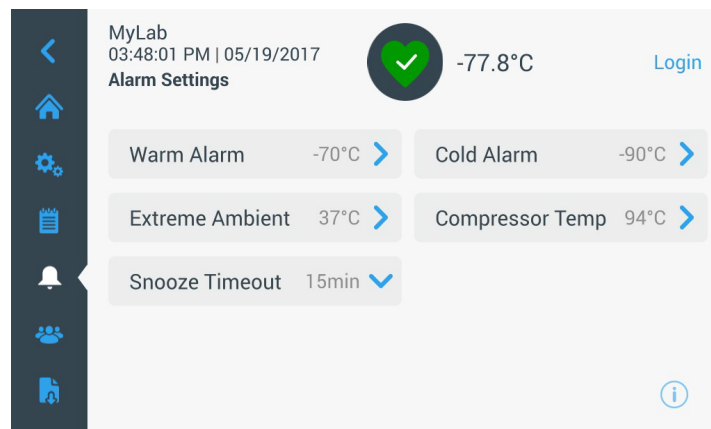 MyLab
03:48:01 PM | 05/19/2017
Alarm Settings
-77.8°C
Login
Warm Alarm -70°C
Cold Alarm -90°C
Extreme Ambient 37°C
Compressor Temp 94°C
Snooze Timeout 15min
i